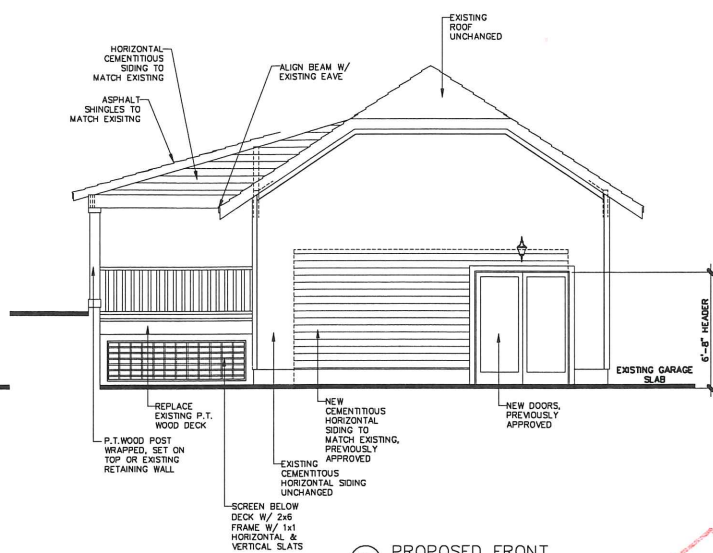 EXISTING
ROOF
UNCHANGED
HORIZONTAL
CEMENTITIOUS
SIDING TO
MATCH EXISTING
ALIGN BEAM W/
EXISTING EAVE
ASPHALT
SHINGLES TO
MATCH EXISITNG
6'-8" HEADER
EXISTING GARAGE
SLAB
REPLACE
EXISTING P.T.
WOOD DECK
NEW
CEMENTITIOUS
HORIZONTAL
SIDING TO
MATCH EXISTING,
PREVIOUSLY
APPROVED
NEW DOORS,
PREVIOUSLY
APPROVED
P.T.WOOD POST
WRAPPED, SET ON
TOP OR EXISTING
RETAINING WALL
EXISTING
CEMENTITOUS
HORIZONTAL SIDING
UNCHANGED
SCREEN BELOW
DECK W/ 2x6
FRAME W/ 1x1
HORIZONTAL &
VERTICAL SLATS
PROPOSED FRONT